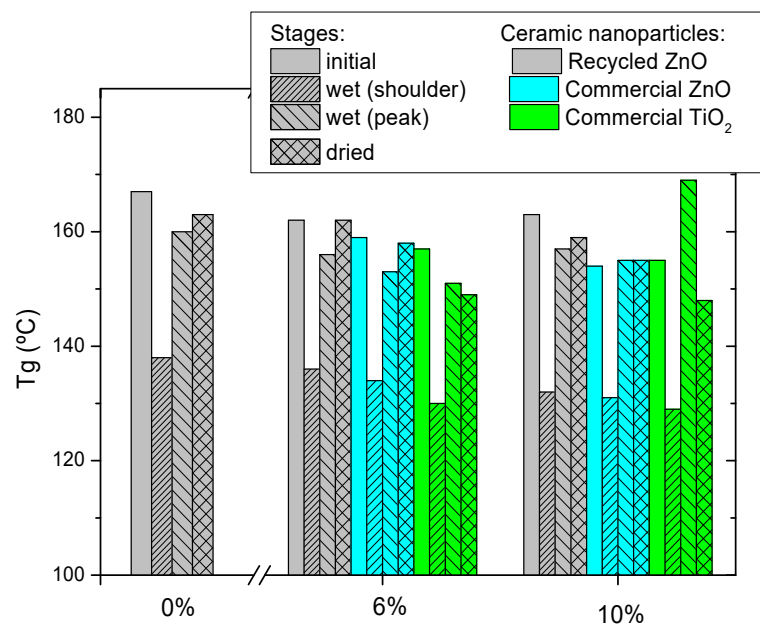 Stages:
initial
wet (shoulder)
wet (peak)
dried
Ceramic nanoparticles:
Recycled ZnO
Commercial ZnO
Commercial TiO₂
Tg (ºC)
180
160
140
120
100
0%
6%
10%